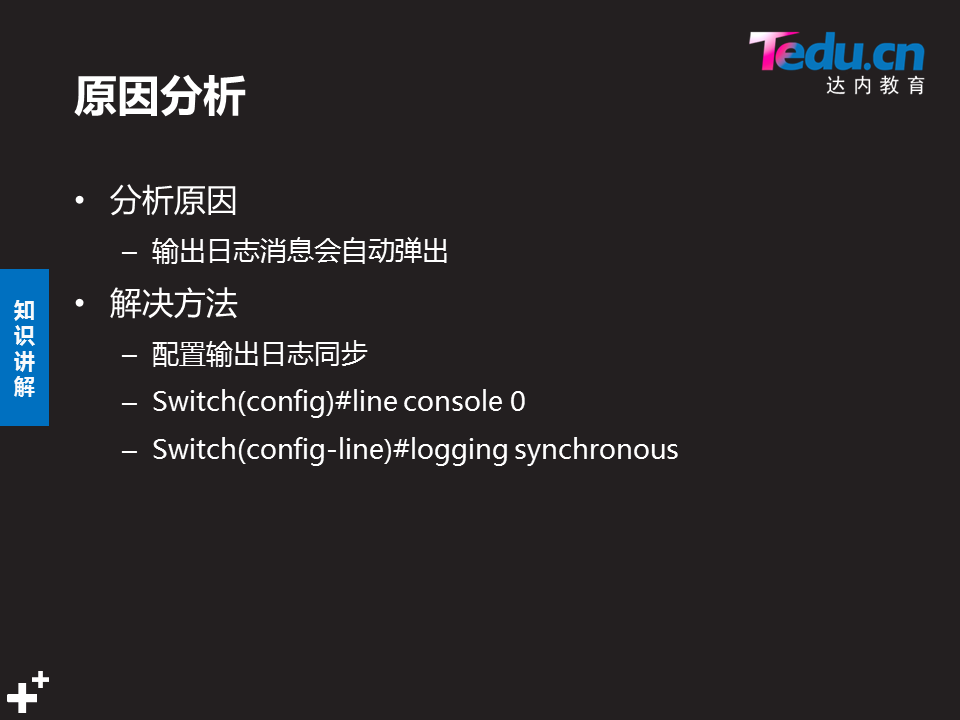 Tedu.cn
达内教育
原因分析
• 分析原因
– 输出日志消息会自动弹出
• 解决方法
– 配置输出日志同步
– Switch(config)#line console 0
– Switch(config-line)#logging synchronous
知识讲解